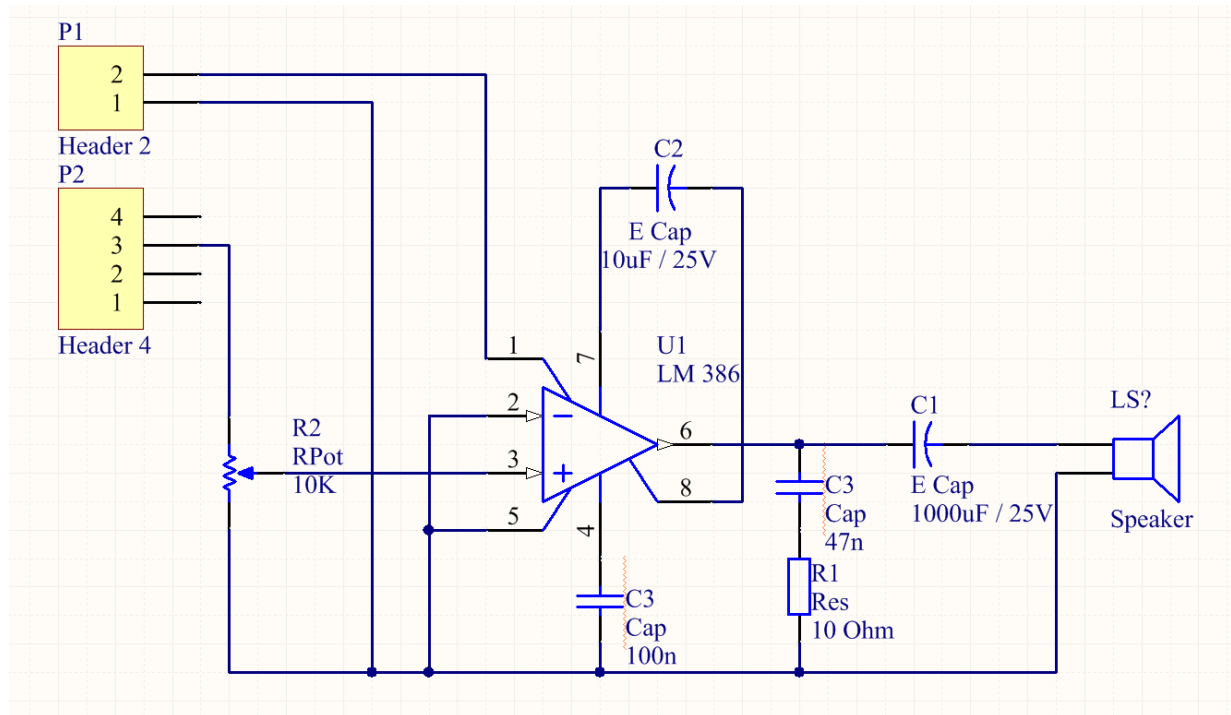 P1
2
1
Header 2
P2
4
3
2
1
Header 4
R2
RPot
10K
C2
E Cap
10uF / 25V
U1
LM 386
1
2
3
5
7
4
6
8
C3
Cap
100n
C3
Cap
47n
R1
Res
10 Ohm
C1
E Cap
1000uF / 25V
LS?
Speaker